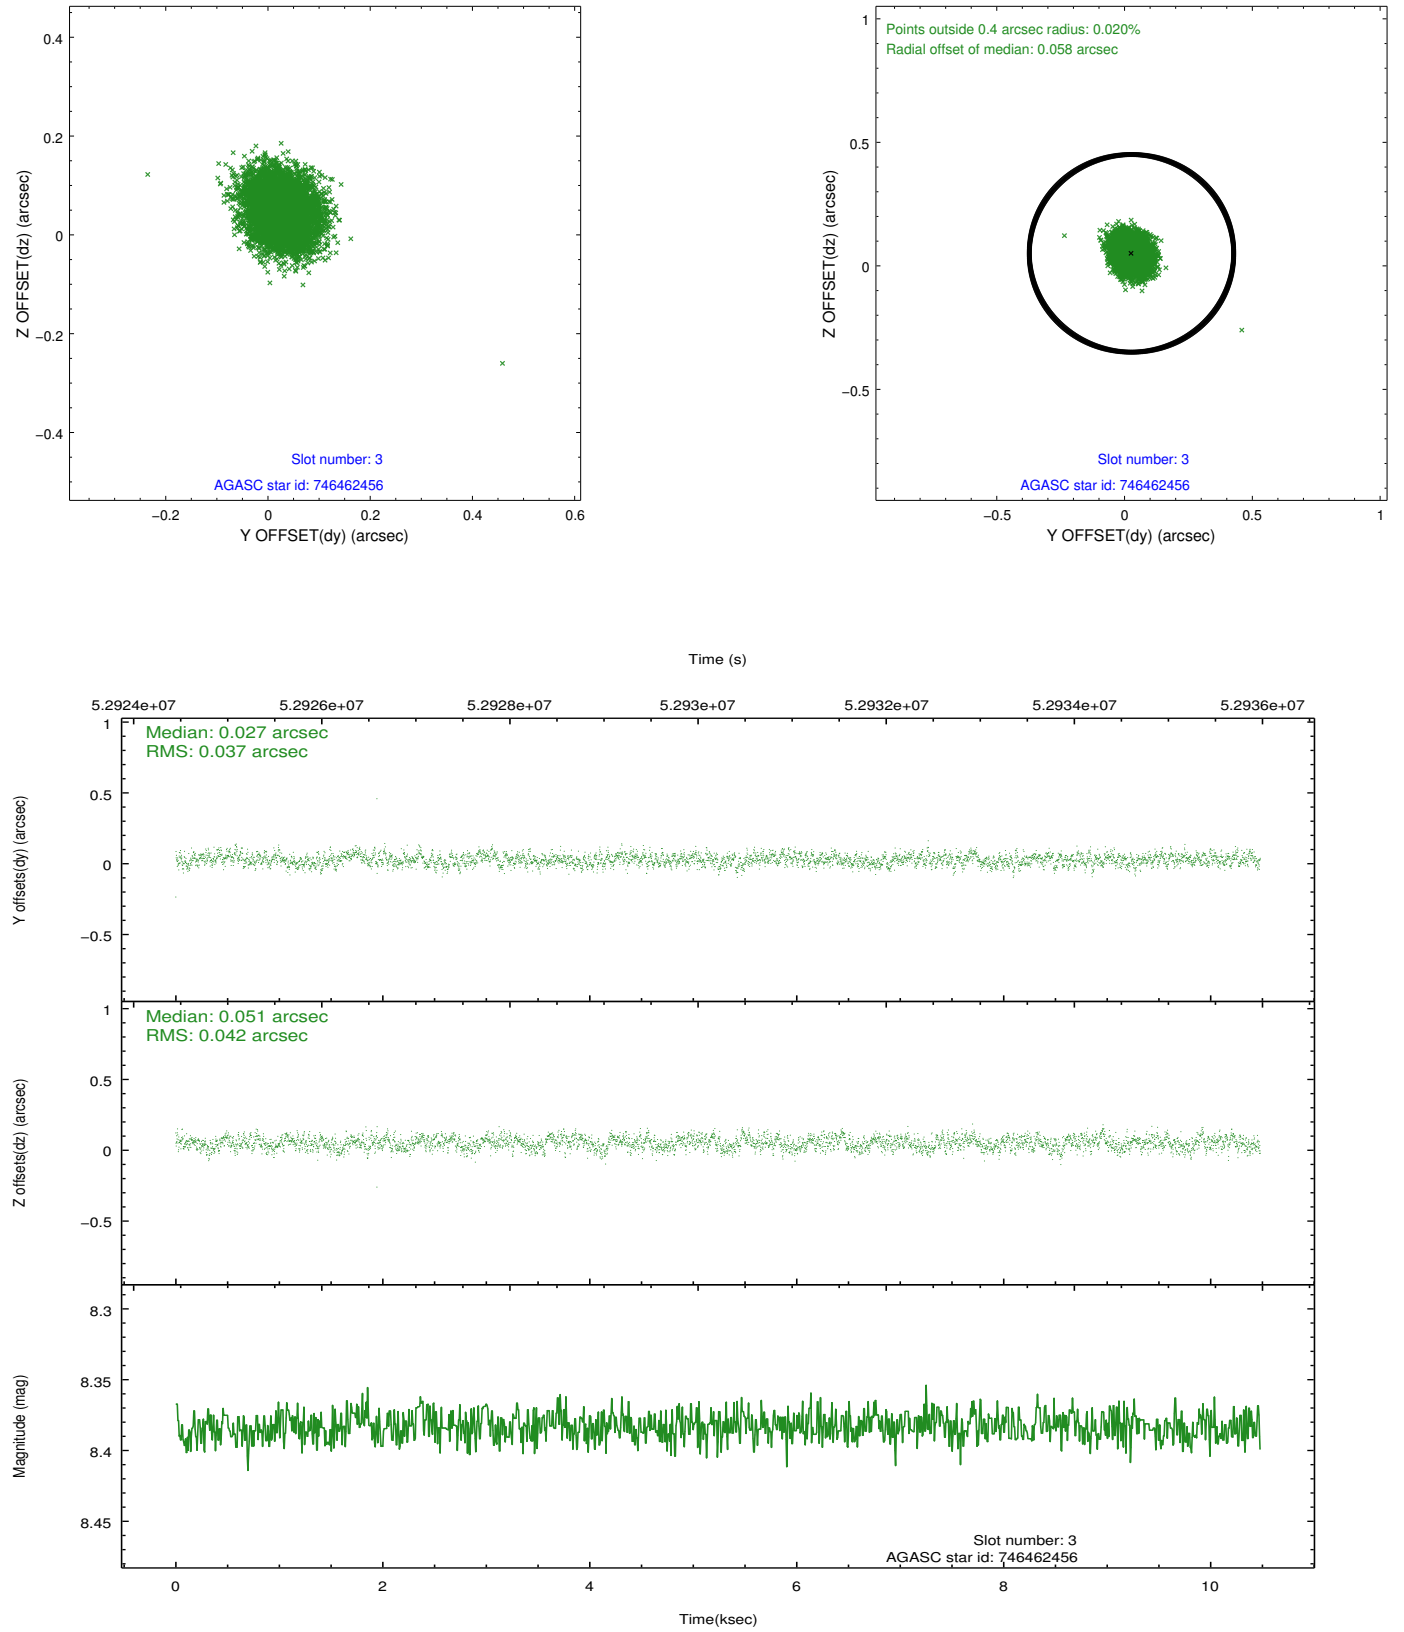 0.4
0.2
0
−0.2
−0.4
Z OFFSET(dz) (arcsec)
Slot number: 3
AGASC star id: 746462456
−0.2 0 0.2 0.4 0.6
Y OFFSET(dy) (arcsec)
Points outside 0.4 arcsec radius: 0.020%
Radial offset of median: 0.058 arcsec
1
0.5
0
−0.5
Z OFFSET(dz) (arcsec)
Slot number: 3
AGASC star id: 746462456
−0.5 0 0.5 1
Y OFFSET(dy) (arcsec)
Time (s)
5.2924e+07 5.2926e+07 5.2928e+07 5.293e+07 5.2932e+07 5.2934e+07 5.2936e+07
Median: 0.027 arcsec
RMS: 0.037 arcsec
1
0.5
0
−0.5
Y offsets(dy) (arcsec)
Median: 0.051 arcsec
RMS: 0.042 arcsec
1
0.5
0
−0.5
Z offsets(dz) (arcsec)
8.3
8.35
8.4
8.45
Magnitude (mag)
Slot number: 3
AGASC star id: 746462456
0 2 4 6 8 10
Time(ksec)